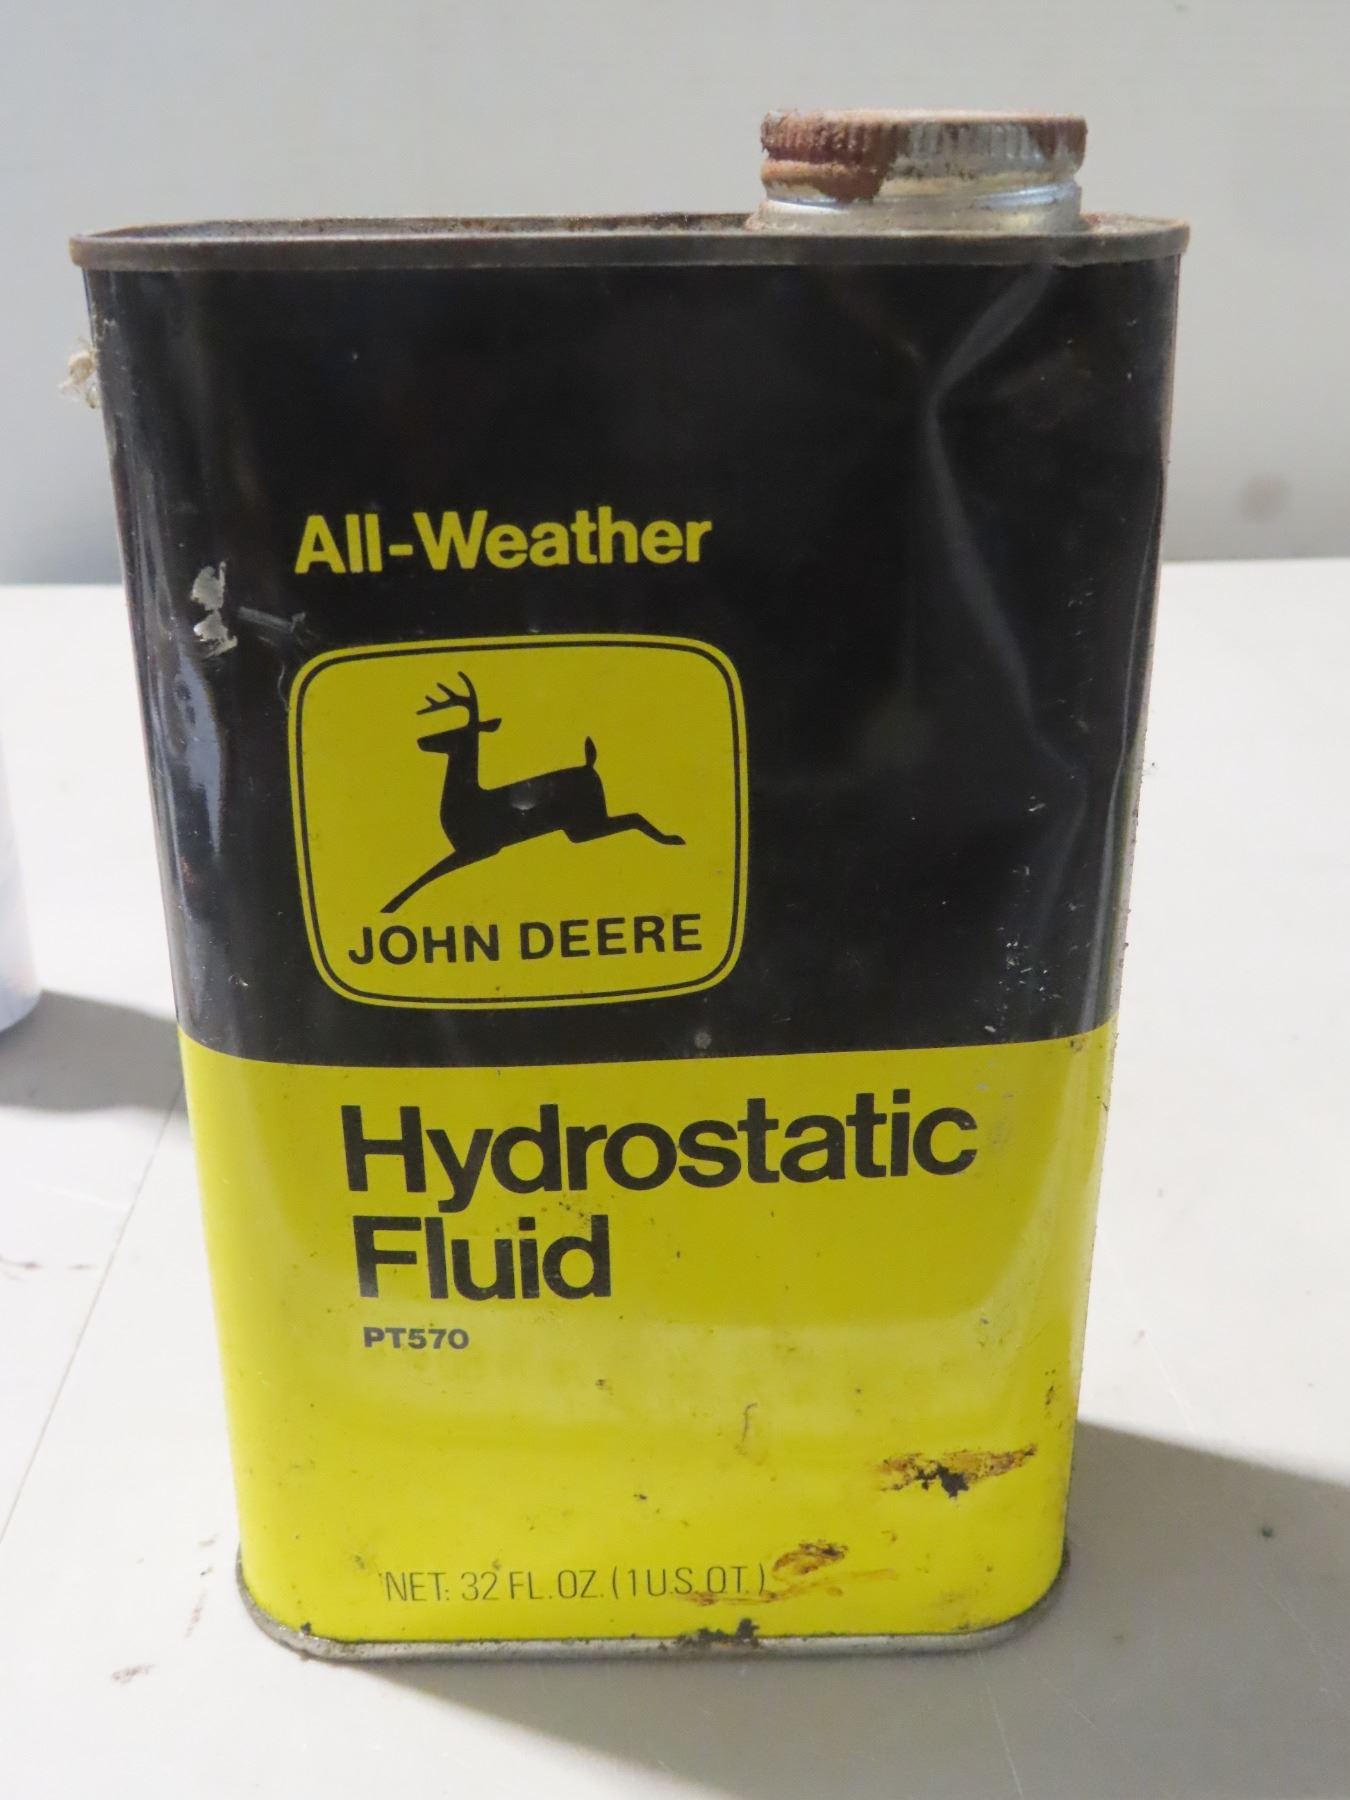 All-Weather
JOHN DEERE
Hydrostatic
Fluid
PT570
NET: 32 FL.OZ. (1 U.S. QT.)